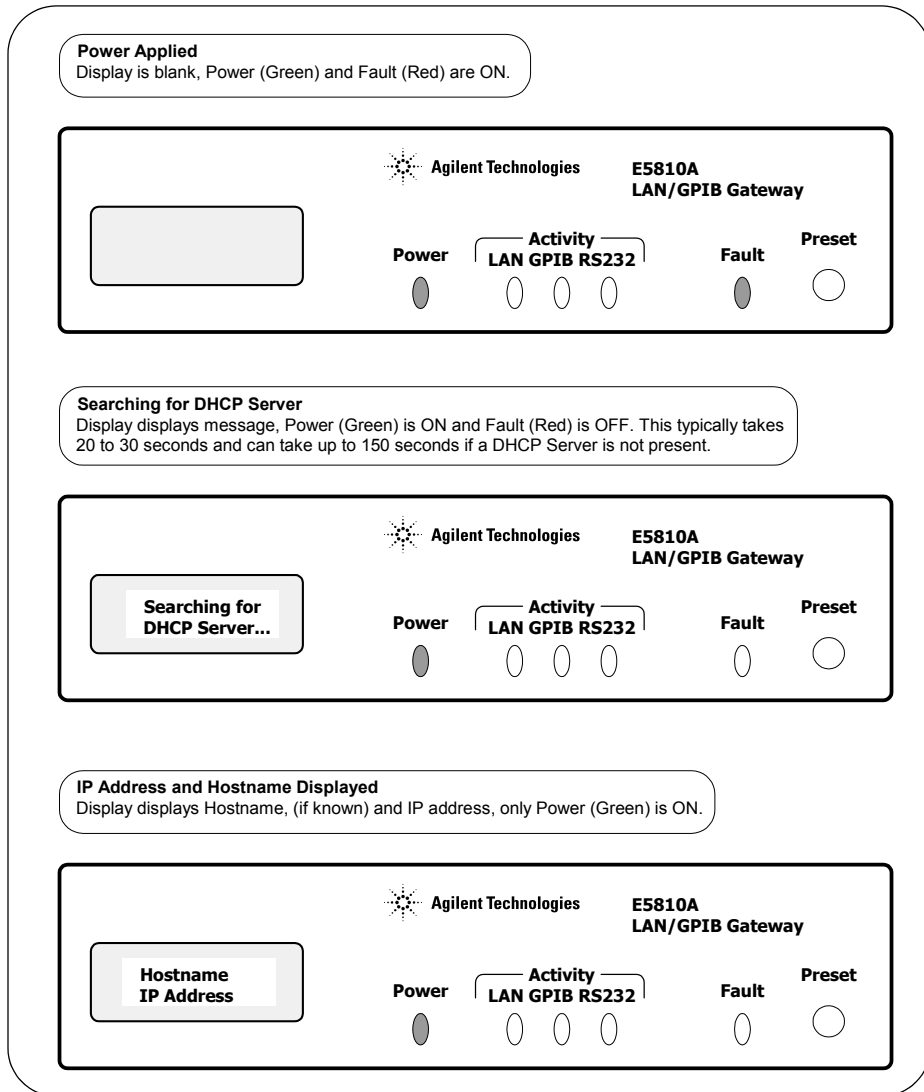 Power Applied
Display is blank, Power (Green) and Fault (Red) are ON.
Agilent Technologies
E5810A
LAN/GPIB Gateway
Power
Activity
LAN GPIB RS232
Fault
Preset
Searching for DHCP Server
Display displays message, Power (Green) is ON and Fault (Red) is OFF. This typically takes
20 to 30 seconds and can take up to 150 seconds if a DHCP Server is not present.
Agilent Technologies
E5810A
LAN/GPIB Gateway
Searching for
DHCP Server...
Power
Activity
LAN GPIB RS232
Fault
Preset
IP Address and Hostname Displayed
Display displays Hostname, (if known) and IP address, only Power (Green) is ON.
Agilent Technologies
E5810A
LAN/GPIB Gateway
Hostname
IP Address
Power
Activity
LAN GPIB RS232
Fault
Preset